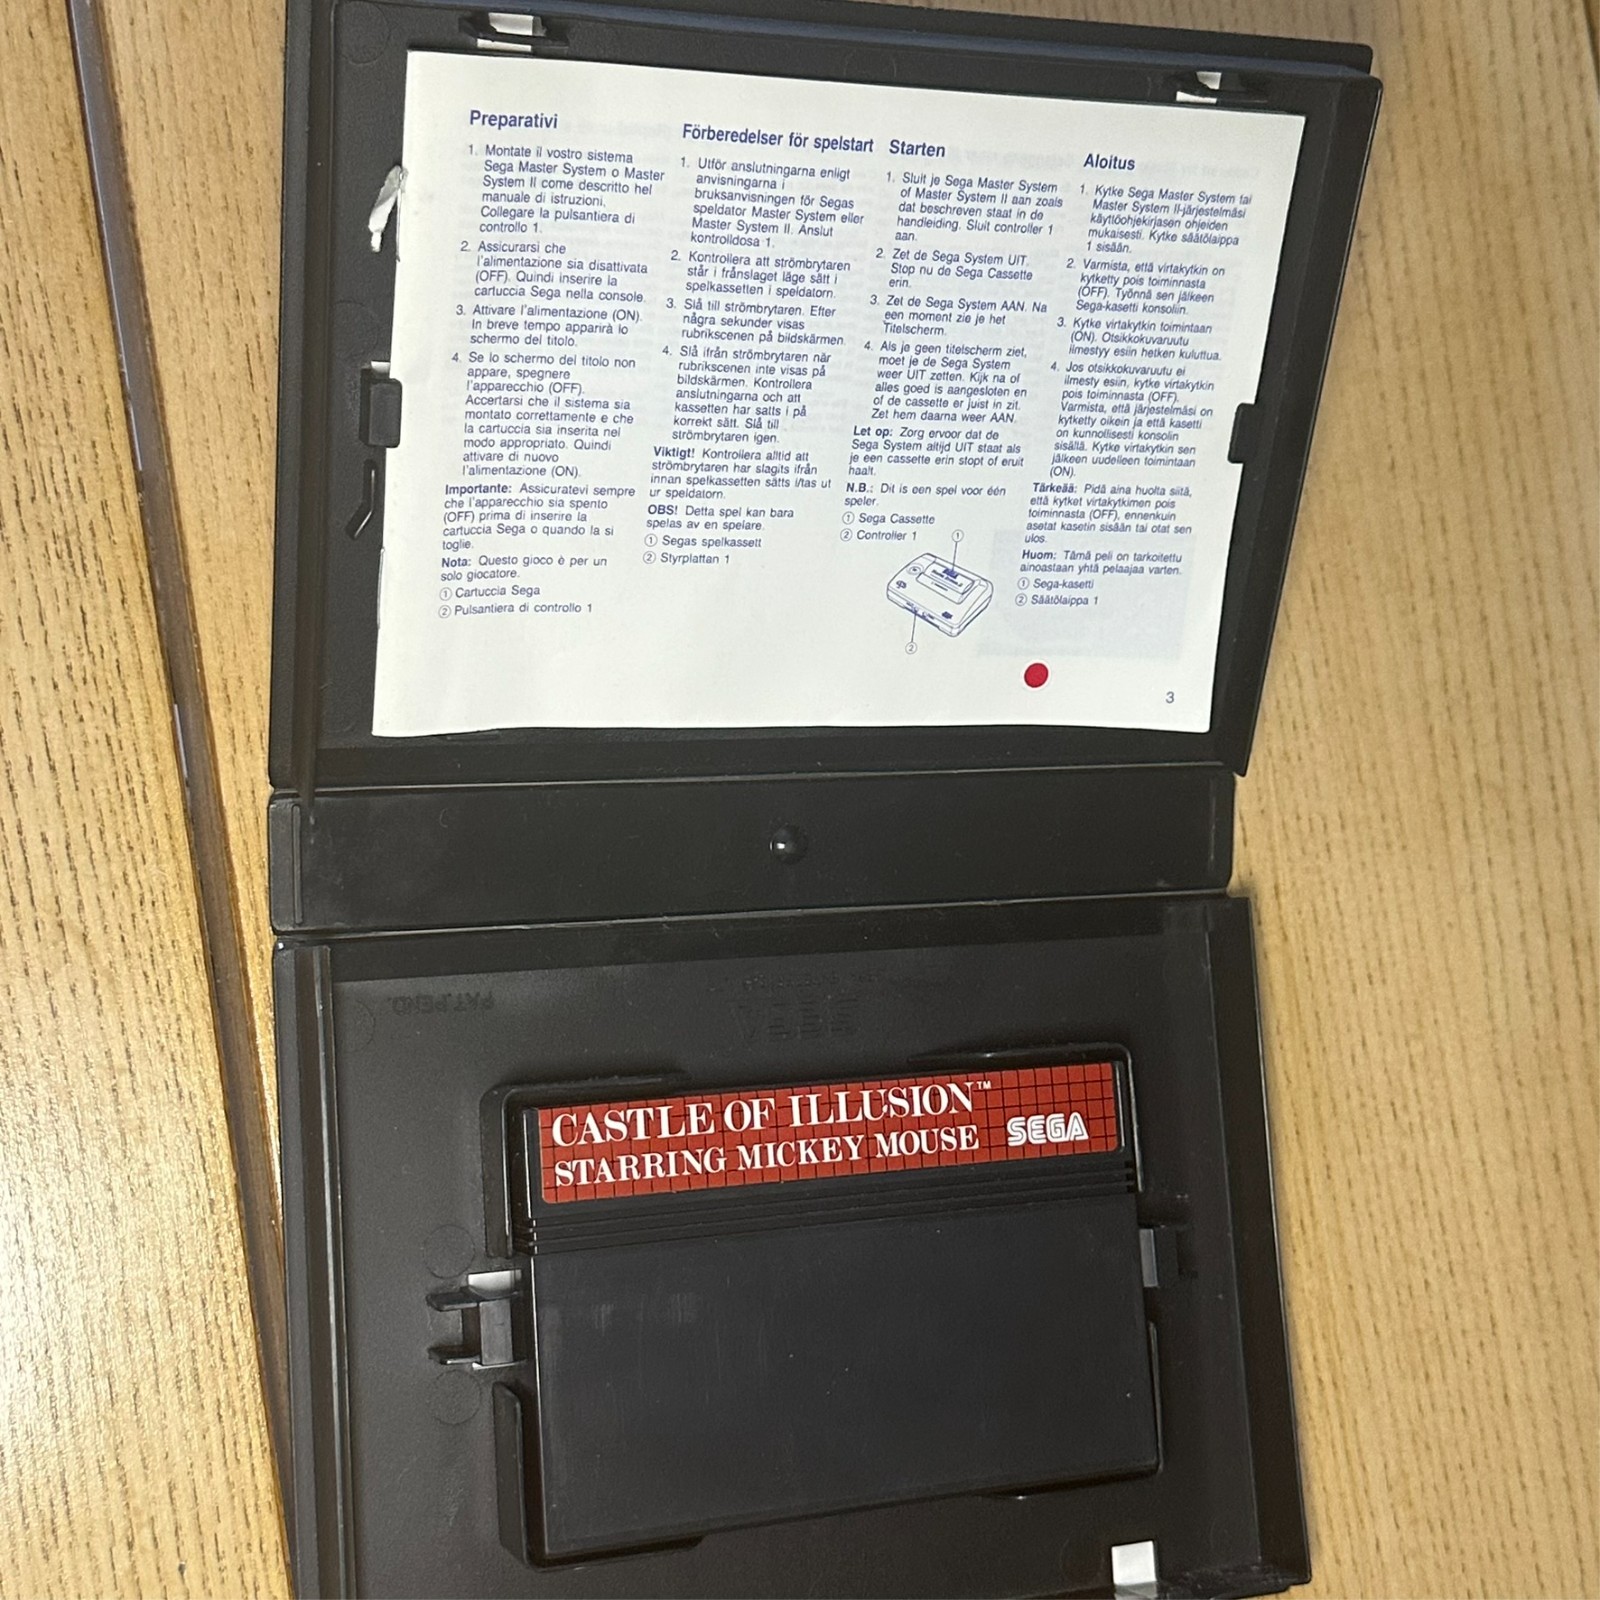 Preparativi
1. Montate il vostro sistema
Sega Master System o Master
System II come descritto hel
manuale di istruzioni.
Collegare la pulsantiera di
controllo 1.
2. Assicurarsi che
l'alimentazione sia disattivata
(OFF). Quindi inserire la
cartuccia Sega nella console.
3. Attivare l'alimentazione (ON).
In breve tempo apparirà lo
schermo del titolo.
4. Se lo schermo del titolo non
appare, spegnere
l'apparecchio (OFF).
Accertarsi che il sistema sia
montato correttamente e che
la cartuccia sia inserita nel
modo appropriato. Quindi
attivare di nuovo
l'alimentazione (ON).
Importante: Assicuratevi sempre
che l'apparecchio sia spento
(OFF) prima di inserire la
cartuccia Sega o quando la si
toglie.
Nota: Questo gioco è per un
solo giocatore.
① Cartuccia Sega
② Pulsantiera di controllo 1
Förberedelser för spelstart
1. Utför anslutningarna enligt
anvisningarna i
bruksanvisningen för Segas
speldator Master System eller
Master System II. Anslut
kontrolldosa 1.
2. Kontrollera att strömbrytaren
står i frånslaget läge sätt i
spelkassetten i speldatorn.
3. Slå till strömbrytaren. Efter
några sekunder visas
rubrikscenen på bildskärmen.
4. Slå ifrån strömbrytaren när
rubrikscenen inte visas på
bildskärmen. Kontrollera
anslutningarna och att
kassetten har satts i på
korrekt sätt. Slå till
strömbrytaren igen.
Viktigt! Kontrollera alltid att
strömbrytaren har slagits ifrån
innan spelkassetten sätts i/tas ut
ur speldatorn.
OBS! Detta spel kan bara
spelas av en spelare.
① Segas spelkassett
② Styrplattan 1
Starten
1. Sluit je Sega Master System
of Master System II aan zoals
dat beschreven staat in de
handleiding. Sluit controller 1
aan.
2. Zet de Sega System UIT.
Stop nu de Sega Cassette
erin.
3. Zet de Sega System AAN. Na
een moment zie je het
Titelscherm.
4. Als je geen titelscherm ziet,
moet je de Sega System
weer UIT zetten. Kijk na of
alles goed is aangesloten en
of de cassette er juist in zit.
Zet hem daarna weer AAN.
Let op: Zorg ervoor dat de
Sega System altijd UIT staat als
je een cassette erin stopt of eruit
haalt.
N.B.: Dit is een spel voor één
speler.
① Sega Cassette
② Controller 1
①
②
Aloitus
1. Kytke Sega Master System tai
Master System II-järjestelmäsi
käyttöohjekirjasen ohjeiden
mukaisesti. Kytke säätölaippa
1 sisään.
2. Varmista, että virtakytkin on
kytketty pois toiminnasta
(OFF). Työnnä sen jälkeen
Sega-kasetti konsoliin.
3. Kytke virtakytkin toimintaan
(ON). Otsikkokuvaruutu
ilmestyy esiin hetken kuluttua.
4. Jos otsikkokuvaruutu ei
ilmesty esiin, kytke virtakytkin
pois toiminnasta (OFF).
Varmista, että järjestelmäsi on
kytketty oikein ja että kasetti
on kunnollisesti konsolin
sisällä. Kytke virtakytkin sen
jälkeen uudelleen toimintaan
(ON).
Tärkeää: Pidä aina huolta siitä,
että kytket virtakytkimen pois
toiminnasta (OFF), ennenkuin
asetat kasetin sisään tai otat sen
ulos.
Huom: Tämä peli on tarkoitettu
ainoastaan yhtä pelaajaa varten.
① Sega-kasetti
② Säätölaippa 1
3
PAT.PEND.
SEGA
CASTLE OF ILLUSION™
STARRING MICKEY MOUSE
SEGA